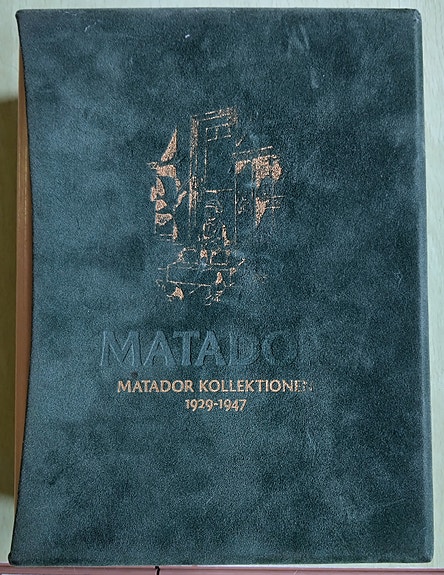 MATADOR
MATADOR KOLLEKTIONEN
1929-1947